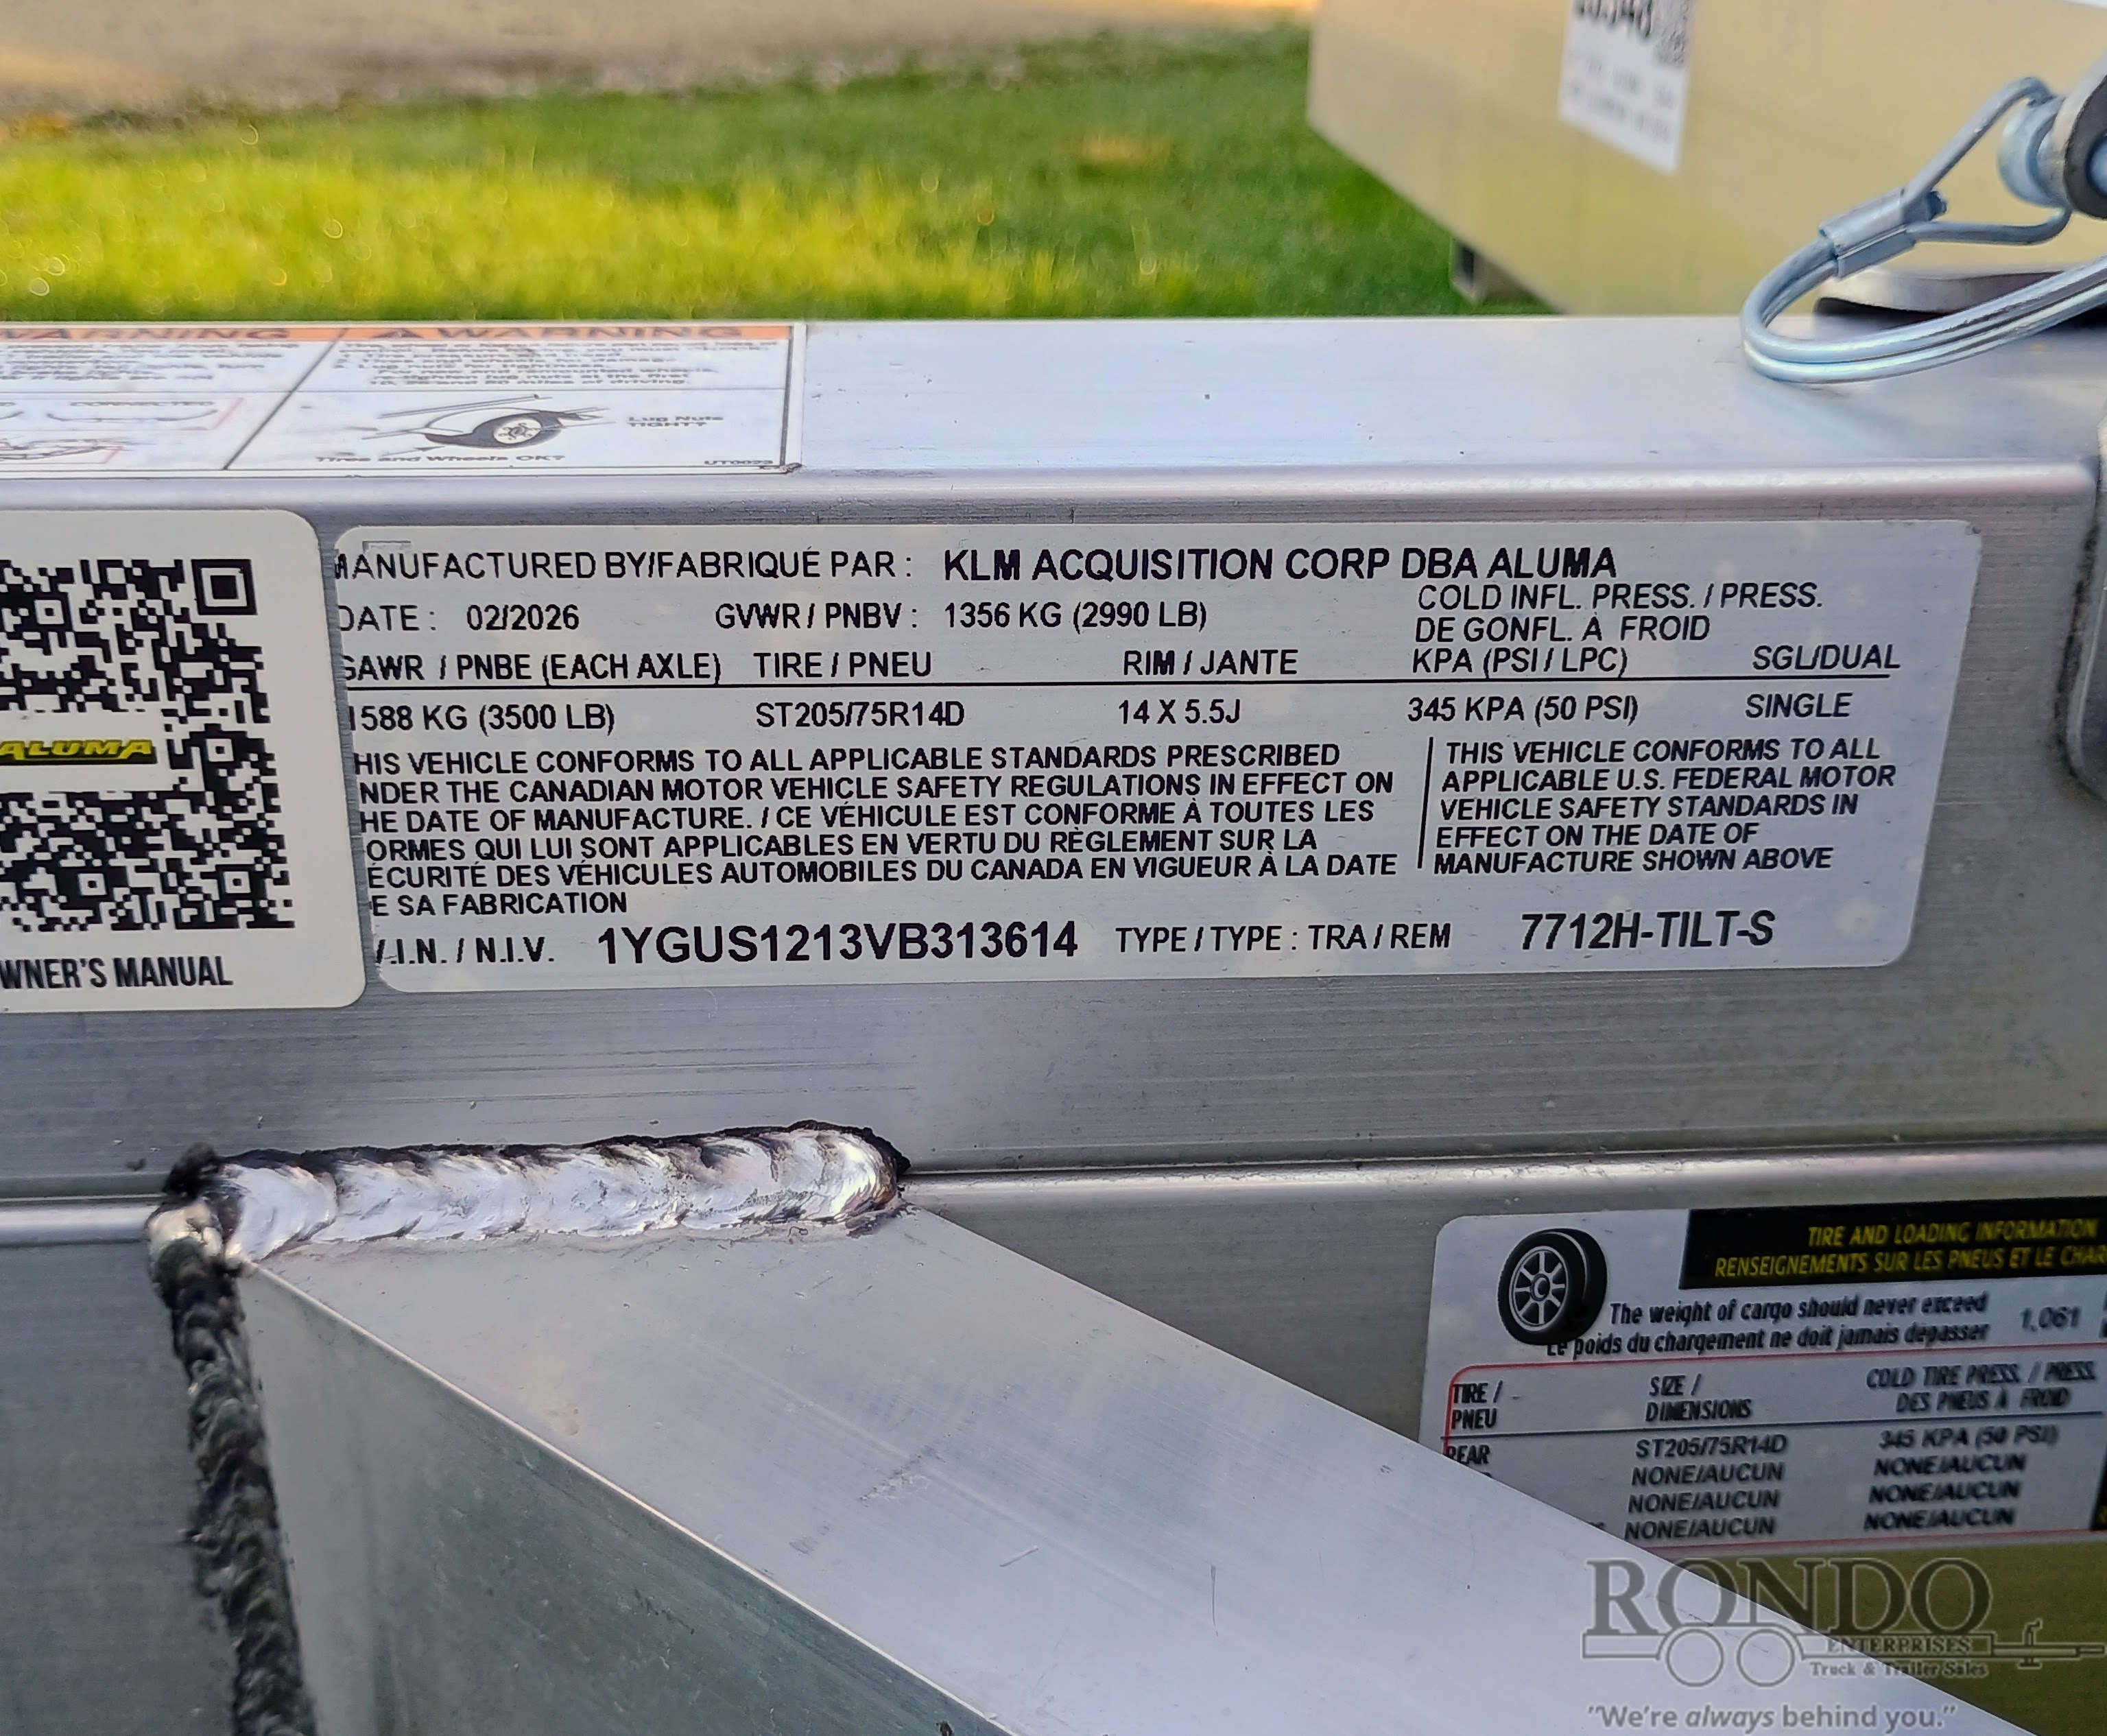 WARNING ⚠ WARNING
Lug Nuts
TIGHT?
Tires and Wheels OK?
ALUMA
WNER'S MANUAL
MANUFACTURED BY/FABRIQUÉ PAR : KLM ACQUISITION CORP DBA ALUMA
DATE : 02/2026 GVWR / PNBV : 1356 KG (2990 LB)
COLD INFL. PRESS. / PRESS.
DE GONFL. À FROID
GAWR / PNBE (EACH AXLE) TIRE / PNEU RIM / JANTE KPA (PSI / LPC) SGL/DUAL
1588 KG (3500 LB) ST205/75R14D 14 X 5.5J 345 KPA (50 PSI) SINGLE
HIS VEHICLE CONFORMS TO ALL APPLICABLE STANDARDS PRESCRIBED
NDER THE CANADIAN MOTOR VEHICLE SAFETY REGULATIONS IN EFFECT ON
HE DATE OF MANUFACTURE. / CE VÉHICULE EST CONFORME À TOUTES LES
ORMES QUI LUI SONT APPLICABLES EN VERTU DU RÈGLEMENT SUR LA
ÉCURITÉ DES VÉHICULES AUTOMOBILES DU CANADA EN VIGUEUR À LA DATE
E SA FABRICATION
THIS VEHICLE CONFORMS TO ALL
APPLICABLE U.S. FEDERAL MOTOR
VEHICLE SAFETY STANDARDS IN
EFFECT ON THE DATE OF
MANUFACTURE SHOWN ABOVE
V.I.N. / N.I.V. 1YGUS1213VB313614 TYPE / TYPE : TRA / REM 7712H-TILT-S
TIRE AND LOADING INFORMATION
RENSEIGNEMENTS SUR LES PNEUS ET LE CHAR
The weight of cargo should never exceed
Le poids du chargement ne doit jamais dépasser 1,061
TIRE / PNEU SIZE / DIMENSIONS COLD TIRE PRESS. / PRESS.
DES PNEUS À FROID
REAR ST205/75R14D 345 KPA (50 PSI)
NONE/AUCUN NONE/AUCUN
NONE/AUCUN NONE/AUCUN
NONE/AUCUN NONE/AUCUN
RONDO
ENTERPRISES
Truck & Trailer Sales
"We're always behind you."